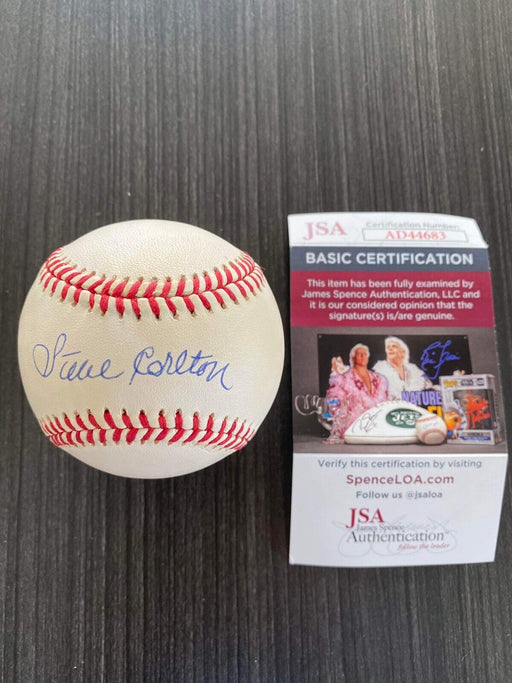 Steve Carlton
JSA
Certification Number
AD44683
BASIC CERTIFICATION
This item has been fully examined by
James Spence Authentication, LLC and
it is our considered opinion that the
signature(s) is/are genuine.
NATURE
JETS
Verify this certification by visiting
SpenceLOA.com
Follow us @jsaloa
JSA
James Spence
Authentication
follow the leader